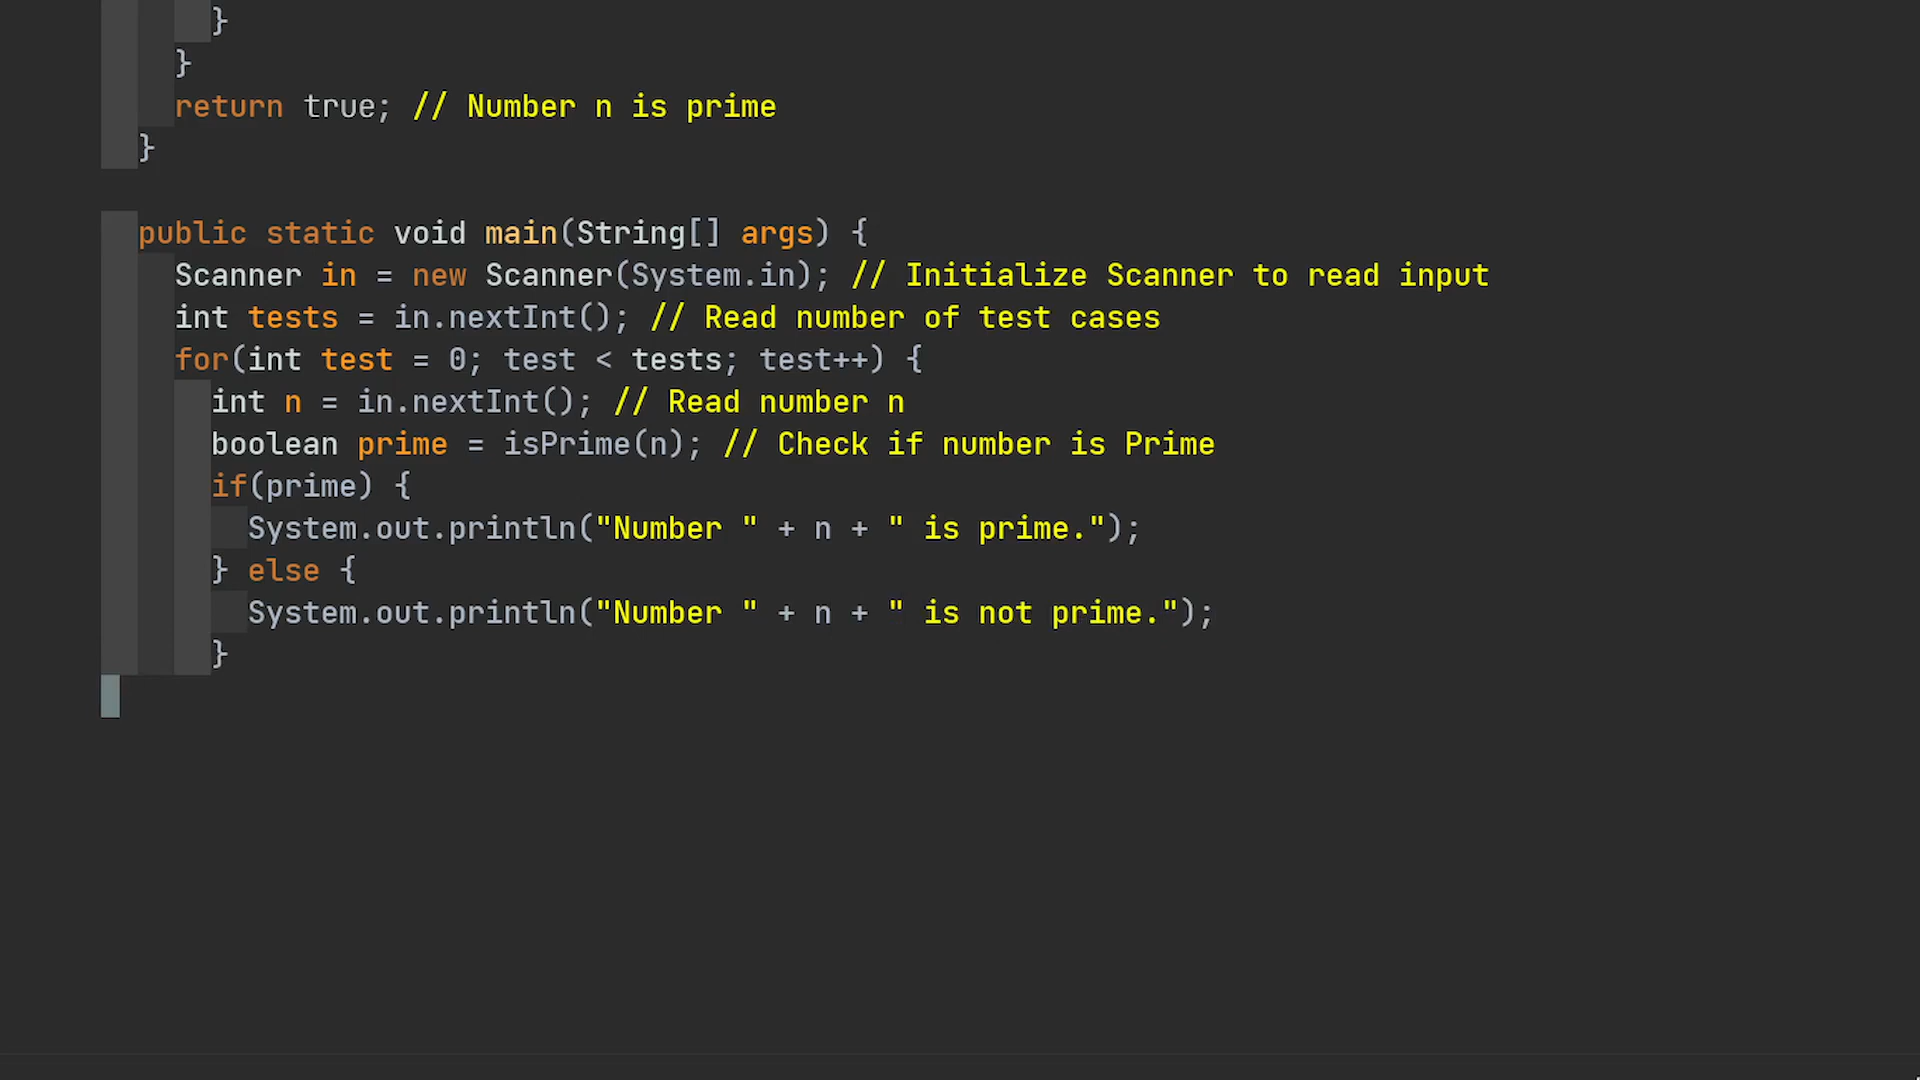 }
}
return true; // Number n is prime
}
public static void main(String[] args) {
Scanner in = new Scanner(System.in); // Initialize Scanner to read input
int tests = in.nextInt(); // Read number of test cases
for(int test = 0; test < tests; test++) {
int n = in.nextInt(); // Read number n
boolean prime = isPrime(n); // Check if number is Prime
if(prime) {
System.out.println("Number " + n + " is prime.");
} else {
System.out.println("Number " + n + " is not prime.");
}